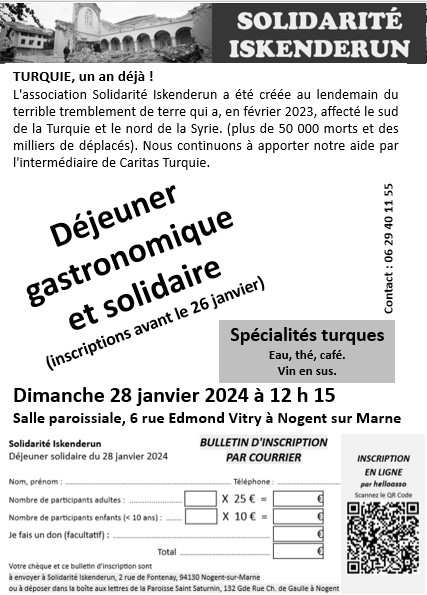 SOLIDARITÉ
ISKENDERUN
TURQUIE, un an déjà !
L'association Solidarité Iskenderun a été créée au lendemain du
terrible tremblement de terre qui a, en février 2023, affecté le sud
de la Turquie et le nord de la Syrie. (plus de 50 000 morts et des
milliers de déplacés). Nous continuons à apporter notre aide par
l'intermédiaire de Caritas Turquie.
Déjeuner
gastronomique
et solidaire
(inscriptions avant le 26 janvier)
Contact : 06 29 40 11 55
Spécialités turques
Eau, thé, café.
Vin en sus.
Dimanche 28 janvier 2024 à 12 h 15
Salle paroissiale, 6 rue Edmond Vitry à Nogent sur Marne
Solidarité Iskenderun
Déjeuner solidaire du 28 janvier 2024
BULLETIN D'INSCRIPTION
PAR COURRIER
Nom, prénom : Téléphone :
Nombre de participants adultes : X 25 € = €
Nombre de participants enfants (< 10 ans) : X 10 € = €
Je fais un don (facultatif) : €
Total €
Votre chèque et ce bulletin d'inscription sont
à envoyer à Solidarité Iskenderun, 2 rue de Fontenay, 94130 Nogent-sur-Marne
ou à déposer dans la boîte aux lettres de la Paroisse Saint Saturnin, 132 Gde Rue Ch. de Gaulle à Nogent
INSCRIPTION
EN LIGNE
par helloasso
Scannez le QR Code